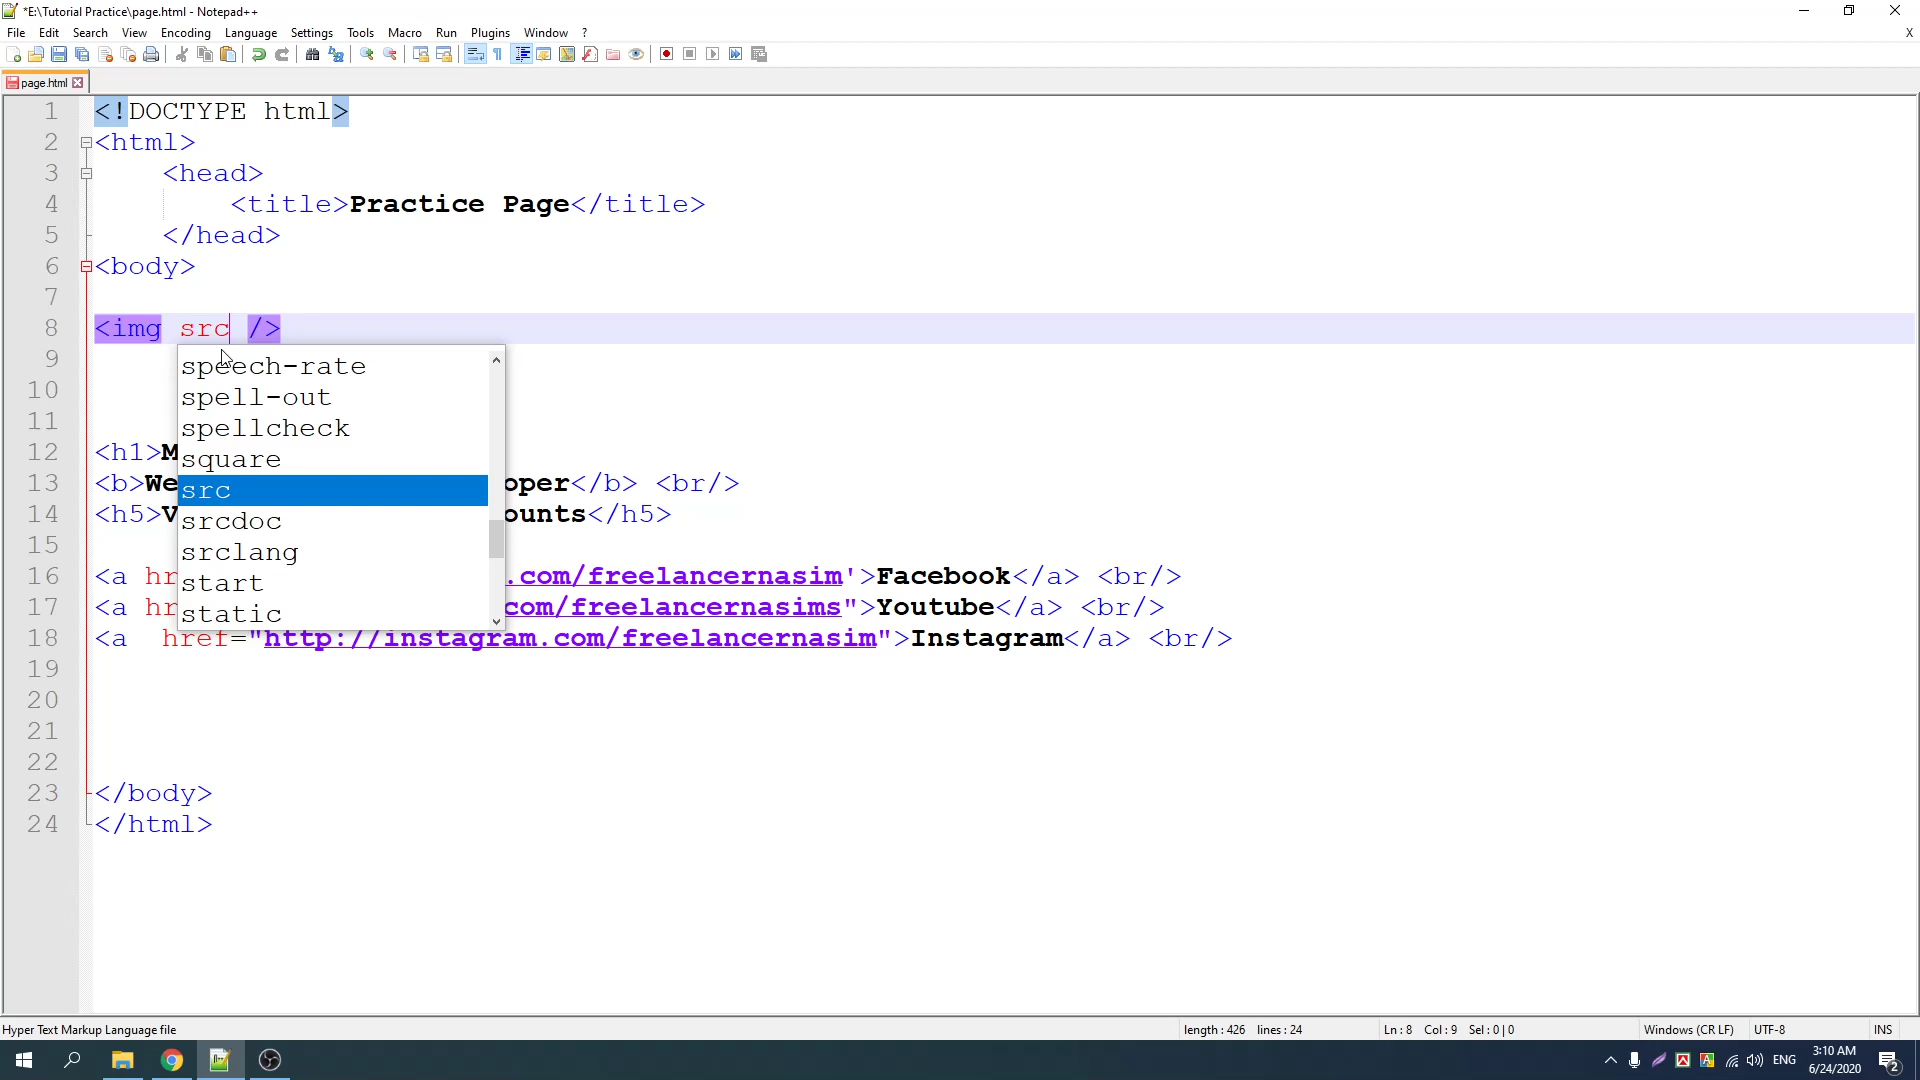 *E:\Tutorial Practice\page.html - Notepad++
File Edit Search View Encoding Language Settings Tools Macro Run Plugins Window ? X
page.html
1 <!DOCTYPE html>
2 <html>
3 <head>
4 <title>Practice Page</title>
5 </head>
6 <body>
7
8 <img src />
9 speech-rate
10 spell-out
11 spellcheck
12 <h1>M square
13 <b>We src oper</b> <br/>
14 <h5>V srcdoc ounts</h5>
15 srclang
16 <a hr start .com/freelancernasim'>Facebook</a> <br/>
17 <a hr static com/freelancernasims">Youtube</a> <br/>
18 <a href="http://instagram.com/freelancernasim">Instagram</a> <br/>
19
20
21
22
23 </body>
24 </html>
Hyper Text Markup Language file length : 426 lines : 24 Ln : 8 Col : 9 Sel : 0 | 0 Windows (CR LF) UTF-8 INS
ENG 3:10 AM
6/24/2020 2